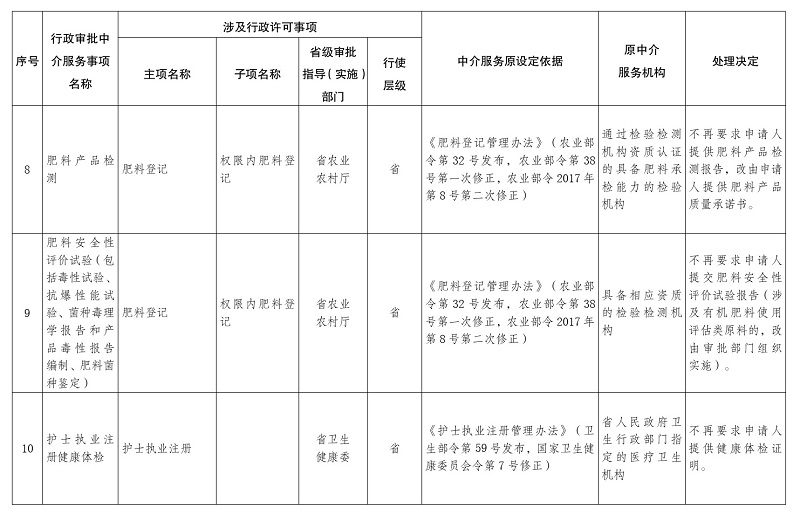 序号
行政审批中
介服务事项
名称
涉及行政许可事项
主项名称
子项名称
省级审批
指导（实施）
部门
行使
层级
中介服务原设定依据
原中介
服务机构
处理决定
8
肥料产品检
测
肥料登记
权限内肥料登
记
省农业
农村厅
省
《肥料登记管理办法》（农业部
令第 32 号发布，农业部令第 38
号第一次修正，农业部令 2017 年
第 8 号第二次修正）
通过检验检测
机构资质认证
的具备肥料承
检能力的检验
机构
不再要求申请人
提供肥料产品检
测报告，改由申请
人提供肥料产品
质量承诺书。
9
肥料安全性
评价试验（包
括毒性试验、
抗爆性能试
验、菌种毒理
学报告和产
品毒性报告
编制、肥料菌
种鉴定）
肥料登记
权限内肥料登
记
省农业
农村厅
省
《肥料登记管理办法》（农业部
令第 32 号发布，农业部令第 38
号第一次修正，农业部令 2017 年
第 8 号第二次修正）
具备相应资质
的检验检测机
构
不再要求申请人
提交肥料安全性
评价试验报告（涉
及有机肥料使用
评估类原料的，改
由审批部门组织
实施）。
10
护士执业注
册健康体检
护士执业注册
省卫生
健康委
省
《护士执业注册管理办法》（卫
生部令第 59 号发布，国家卫生健
康委员会令第 7 号修正）
省人民政府卫
生行政部门指
定的医疗卫生
机构
不再要求申请人
提供健康体检证
明。